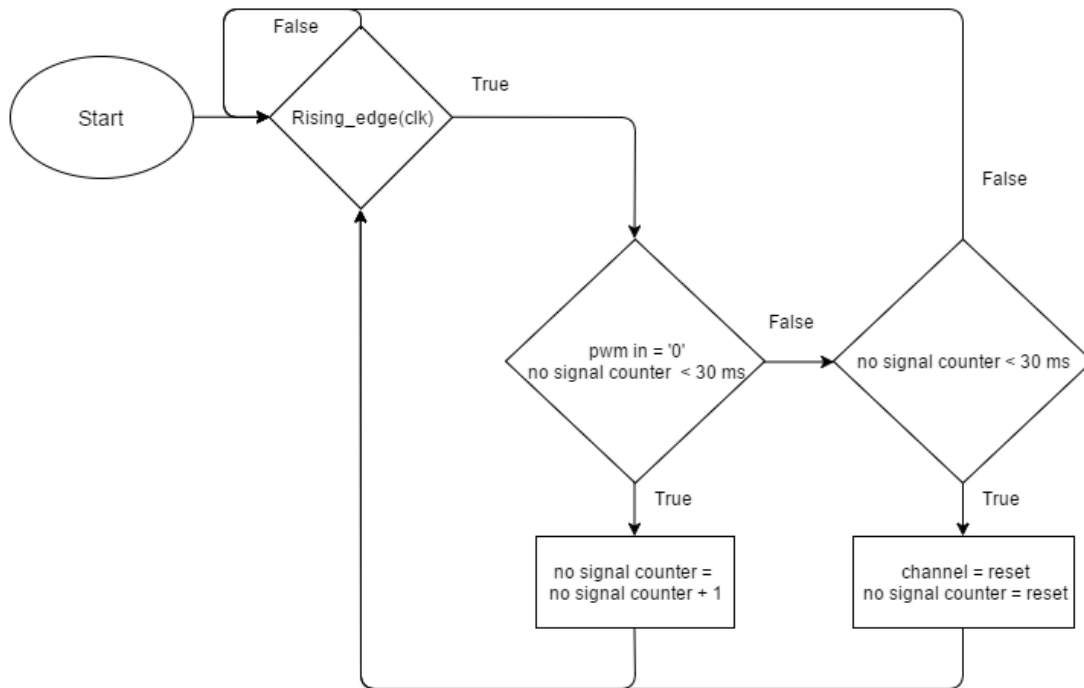 False
True
Start
Rising_edge(clk)
False
False
pwm in = '0'
no signal counter < 30 ms
no signal counter < 30 ms
True
True
no signal counter =
no signal counter + 1
channel = reset
no signal counter = reset